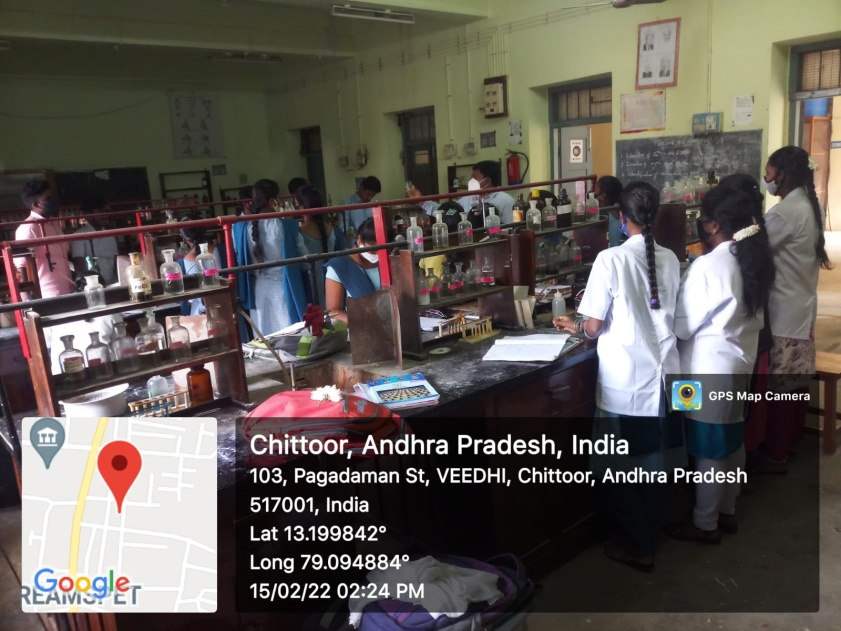 GPS Map Camera
Chittoor, Andhra Pradesh, India
103, Pagadaman St, VEEDHI, Chittoor, Andhra Pradesh
517001, India
Lat 13.199842°
Long 79.094884°
15/02/22 02:24 PM
Google
REAMSPET